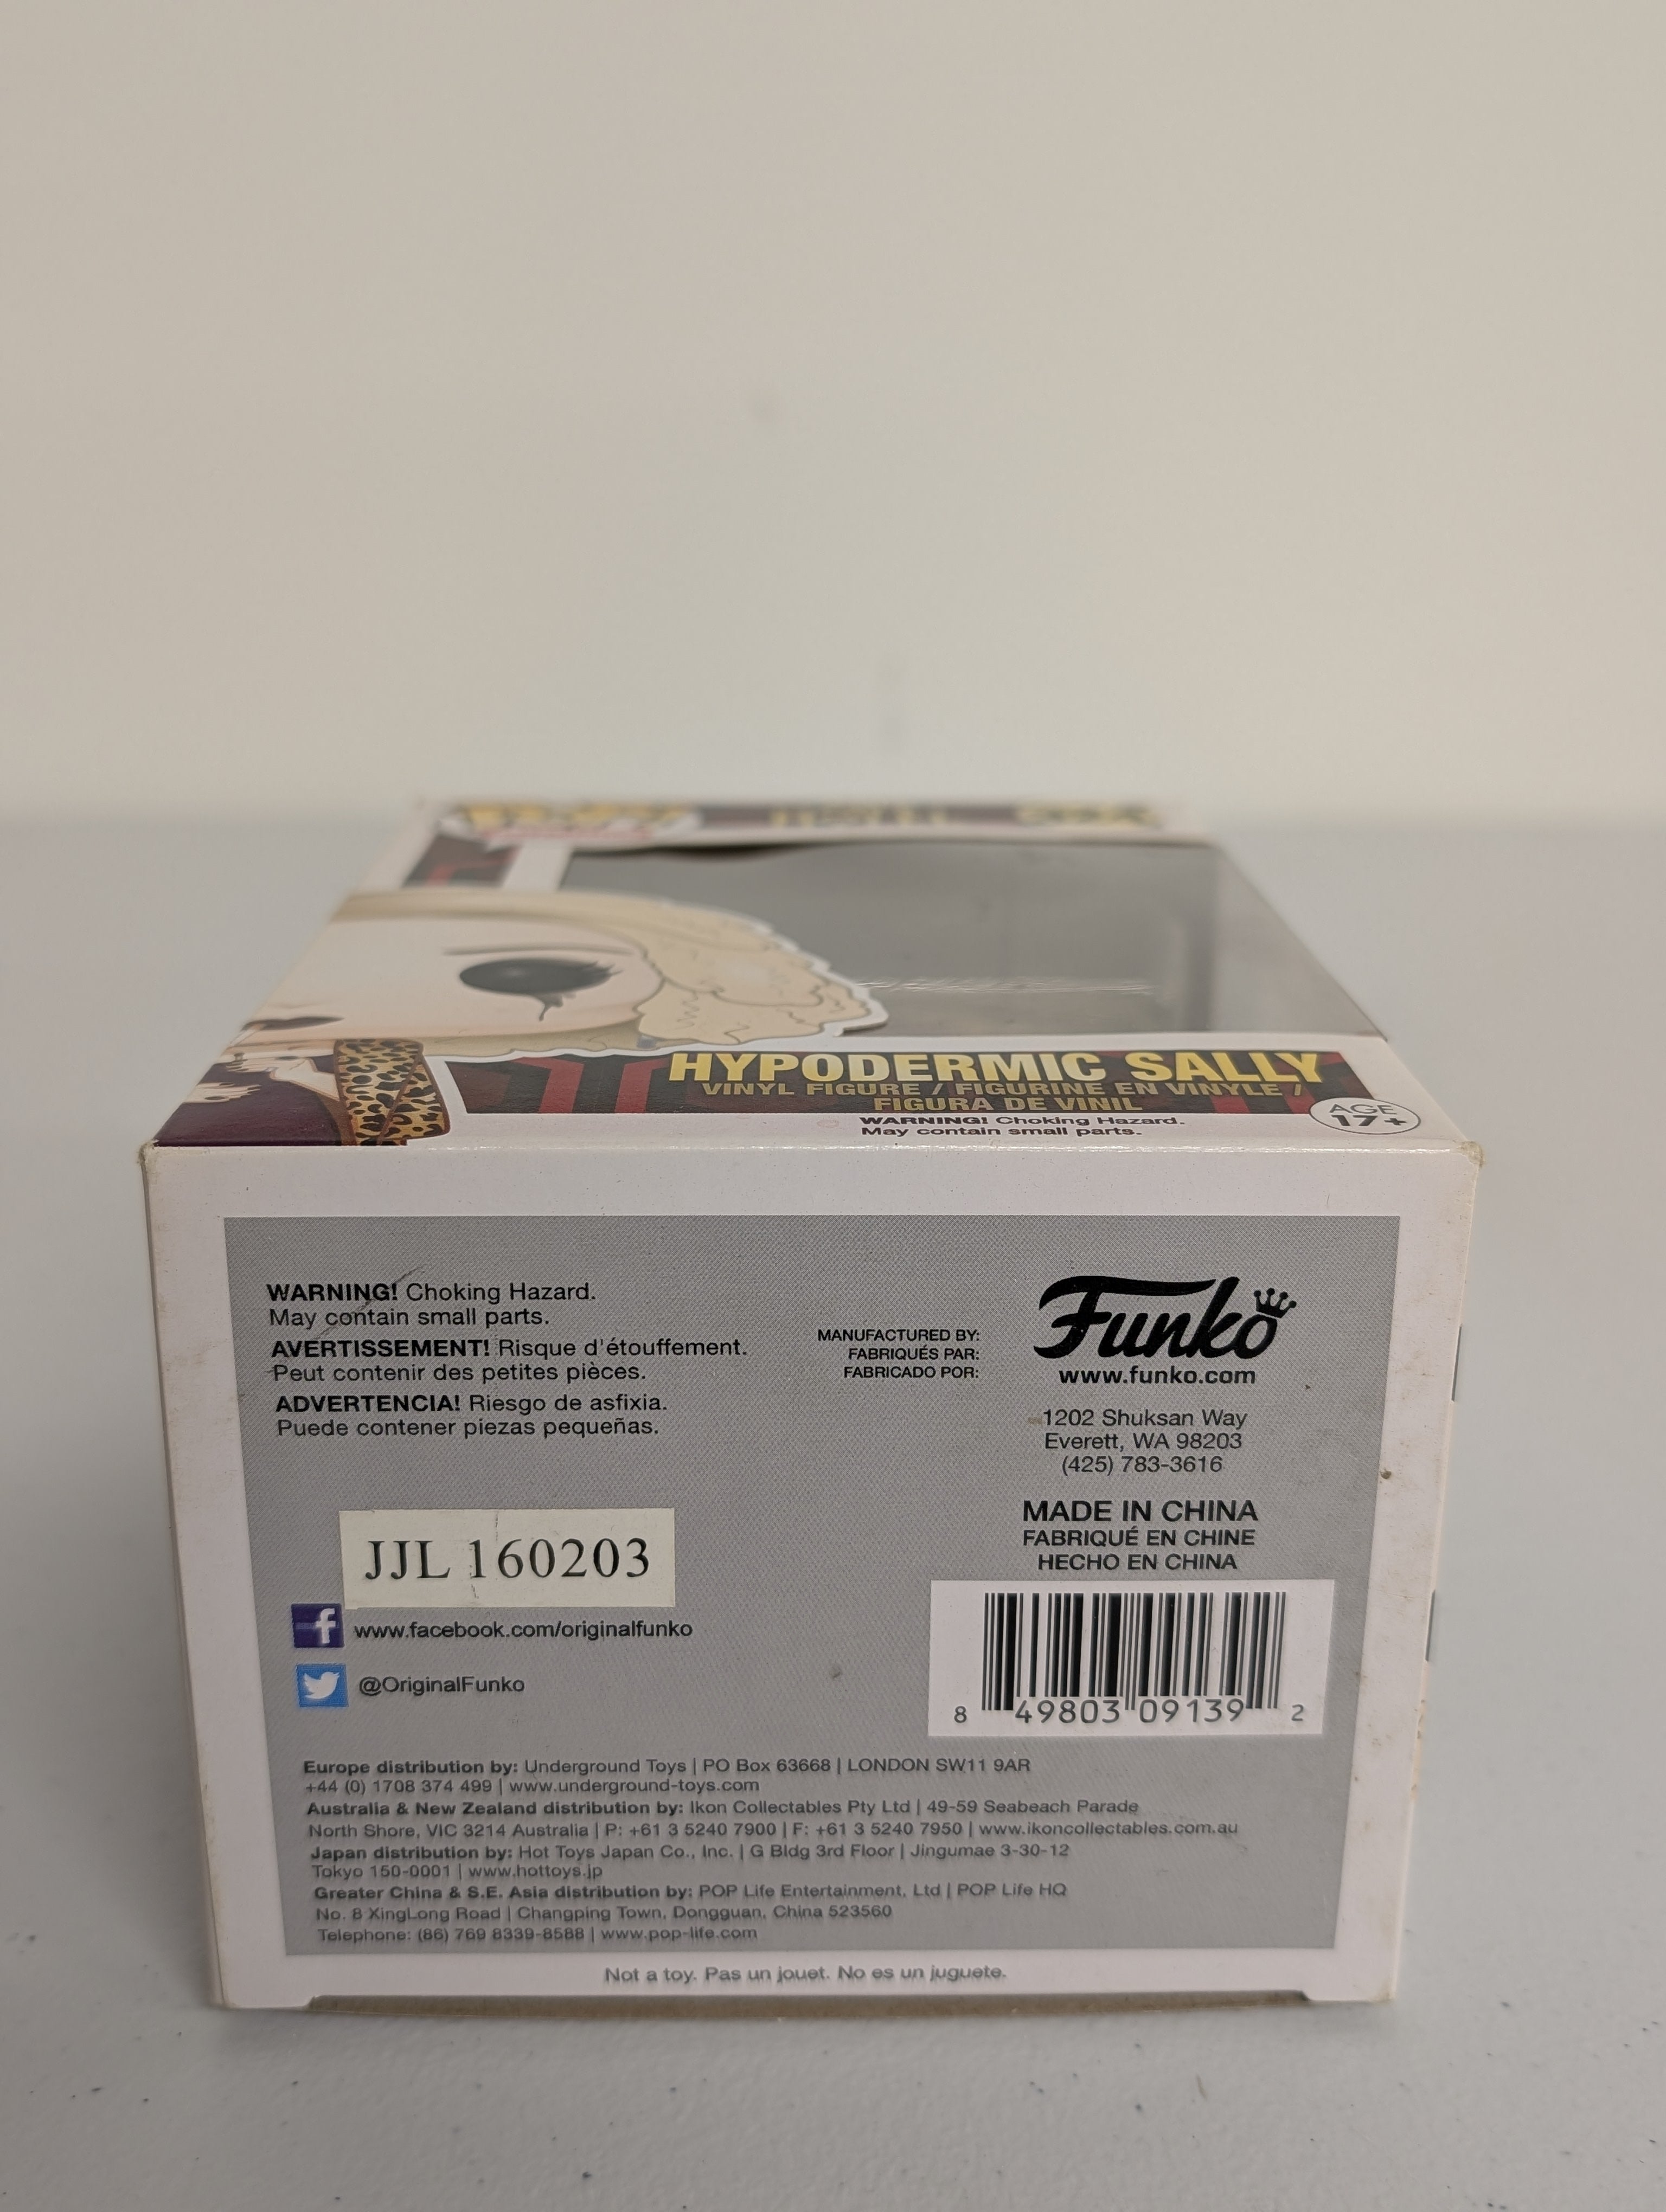 HYPODERMIC SALLY
VINYL FIGURE / FIGURINE EN VINYLE /
FIGURA DE VINIL
WARNING! Choking Hazard.
May contain small parts.
AGE
17+
WARNING! Choking Hazard.
May contain small parts.
AVERTISSEMENT! Risque d'étouffement.
Peut contenir des petites pièces.
ADVERTENCIA! Riesgo de asfixia.
Puede contener piezas pequeñas.
MANUFACTURED BY:
FABRIQUÉS PAR:
FABRICADO POR:
Funko
www.funko.com
1202 Shuksan Way
Everett, WA 98203
(425) 783-3616
MADE IN CHINA
FABRIQUÉ EN CHINE
HECHO EN CHINA
JJL 160203
f www.facebook.com/originalfunko
@OriginalFunko
8 49803 09139 2
Europe distribution by: Underground Toys | PO Box 63668 | LONDON SW11 9AR
+44 (0) 1708 374 499 | www.underground-toys.com
Australia & New Zealand distribution by: Ikon Collectables Pty Ltd | 49-59 Seabeach Parade
North Shore, VIC 3214 Australia | P: +61 3 5240 7900 | F: +61 3 5240 7950 | www.ikoncollectables.com.au
Japan distribution by: Hot Toys Japan Co., Inc. | G Bldg 3rd Floor | Jingumae 3-30-12
Tokyo 150-0001 | www.hottoys.jp
Greater China & S.E. Asia distribution by: POP Life Entertainment, Ltd | POP Life HQ
No. 8 XingLong Road | Changping Town, Dongguan, China 523560
Telephone: (86) 769 8339-8588 | www.pop-life.com
Not a toy. Pas un jouet. No es un juguete.